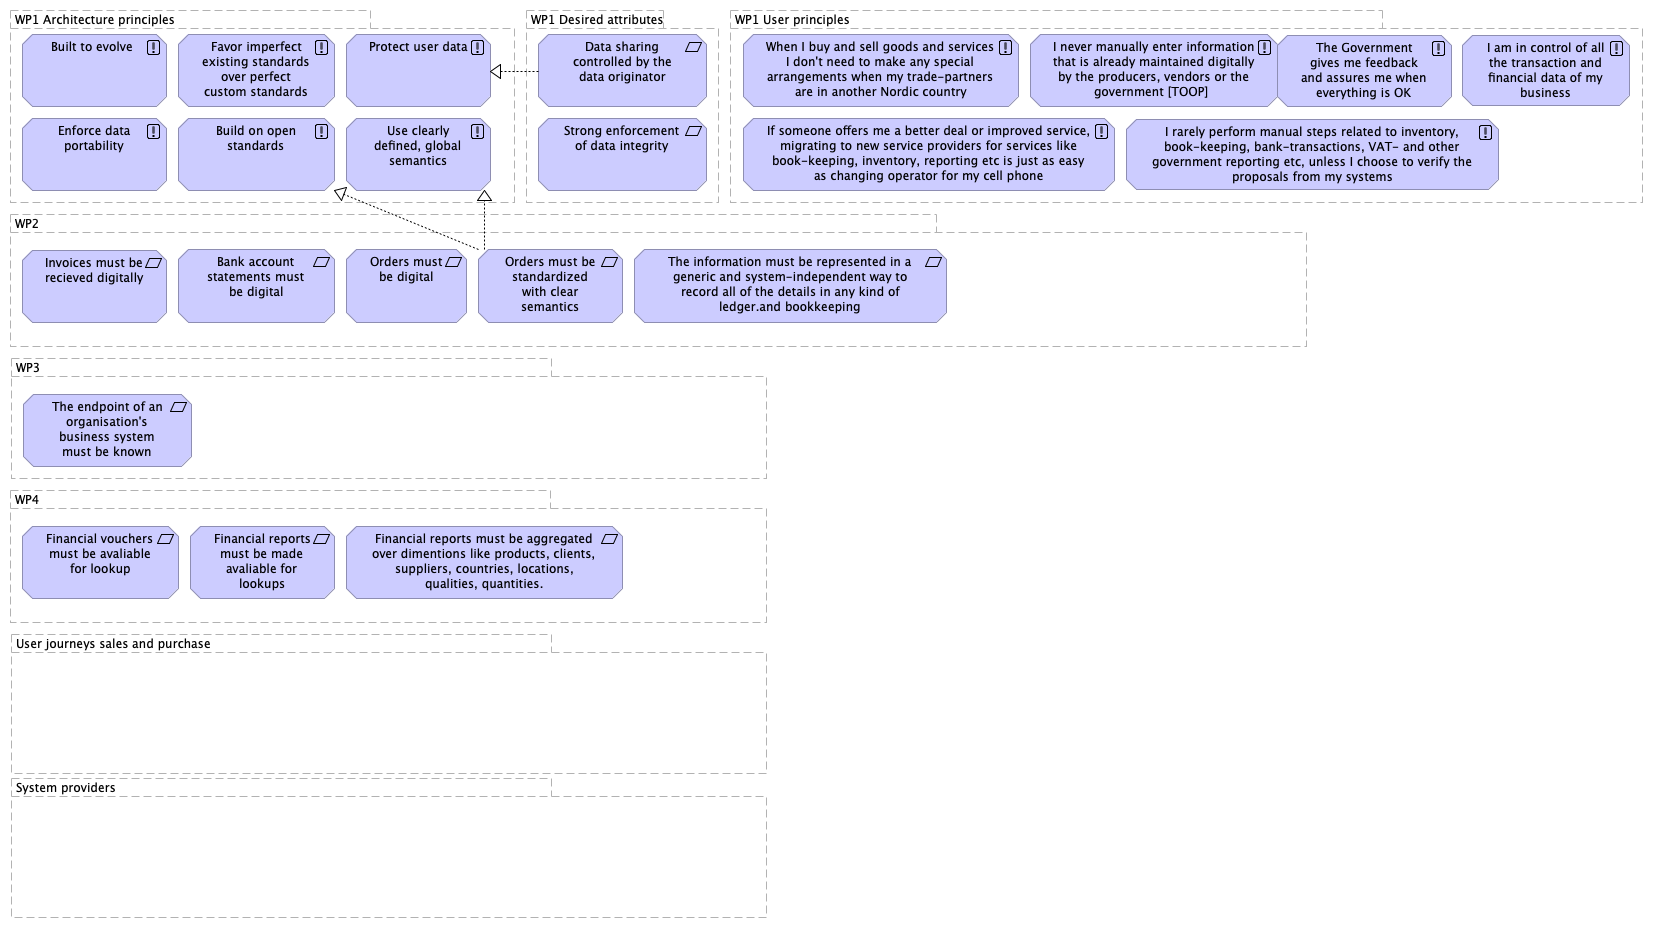 WP1 Architecture principles
Built to evolve
Favor imperfect
existing standards
over perfect
custom standards
Protect user data
Enforce data
portability
Build on open
standards
Use clearly
defined, global
semantics
WP1 Desired attributes
Data sharing
controlled by the
data originator
Strong enforcement
of data integrity
WP1 User principles
When I buy and sell goods and services
I don't need to make any special
arrangements when my trade-partners
are in another Nordic country
I never manually enter information
that is already maintained digitally
by the producers, vendors or the
government [TOOP]
The Government
gives me feedback
and assures me when
everything is OK
I am in control of all
the transaction and
financial data of my
business
If someone offers me a better deal or improved service,
migrating to new service providers for services like
book-keeping, inventory, reporting etc is just as easy
as changing operator for my cell phone
I rarely perform manual steps related to inventory,
book-keeping, bank-transactions, VAT- and other
government reporting etc, unless I choose to verify the
proposals from my systems
WP2
Invoices must be
recieved digitally
Bank account
statements must
be digital
Orders must
be digital
Orders must be
standardized
with clear
semantics
The information must be represented in a
generic and system-independent way to
record all of the details in any kind of
ledger.and bookkeeping
WP3
The endpoint of an
organisation's
business system
must be known
WP4
Financial vouchers
must be avaliable
for lookup
Financial reports
must be made
avaliable for
lookups
Financial reports must be aggregated
over dimentions like products, clients,
suppliers, countries, locations,
qualities, quantities.
User journeys sales and purchase
System providers